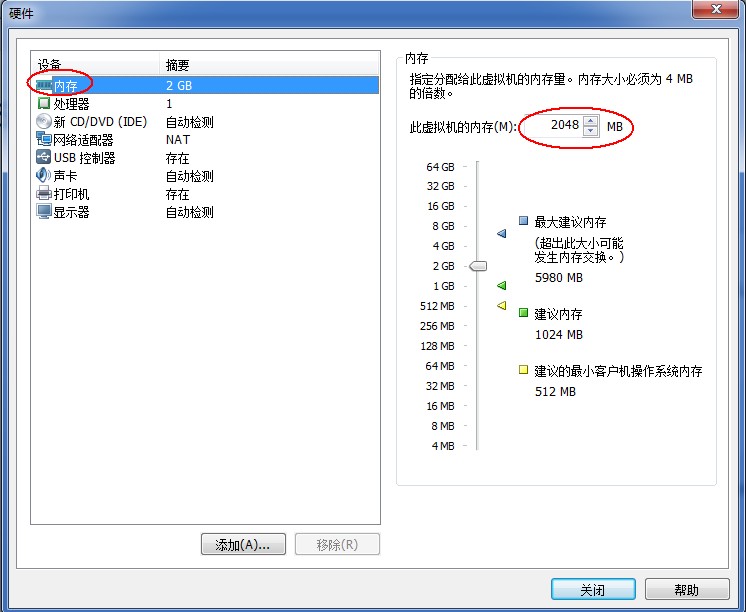 硬件
设备 摘要
内存 2 GB
处理器 1
新 CD/DVD (IDE) 自动检测
网络适配器 NAT
USB 控制器 存在
声卡 自动检测
打印机 存在
显示器 自动检测
添加(A)... 移除(R)
内存
指定分配给此虚拟机的内存量。内存大小必须为 4 MB
的倍数。
此虚拟机的内存(M): 2048 MB
64 GB
32 GB
16 GB
8 GB
4 GB
2 GB
1 GB
512 MB
256 MB
128 MB
64 MB
32 MB
16 MB
8 MB
4 MB
最大建议内存
(超出此大小可能
发生内存交换。)
5980 MB
建议内存
1024 MB
建议的最小客户机操作系统内存
512 MB
关闭 帮助